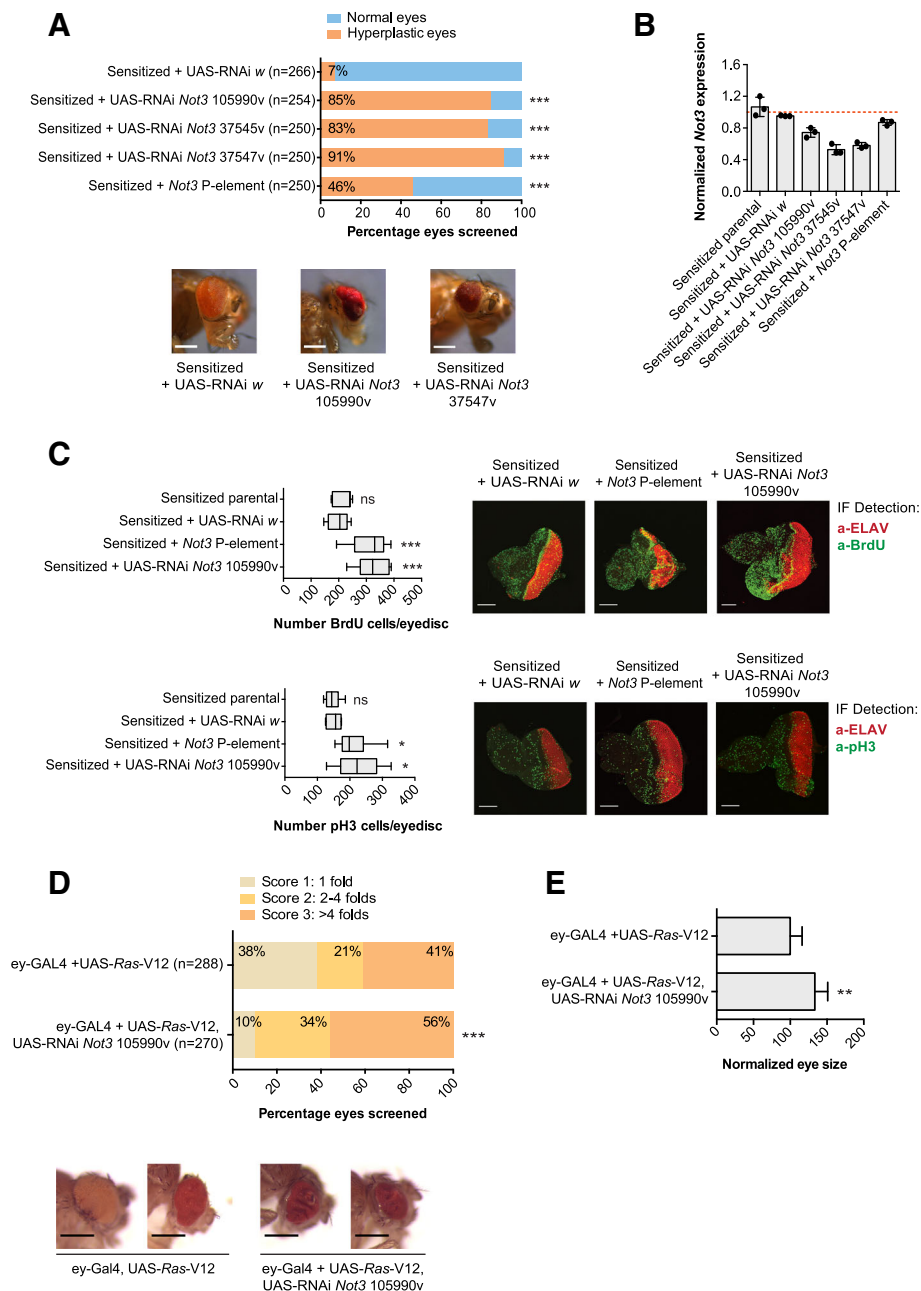 A
Normal eyes
Hyperplastic eyes
Sensitized + UAS-RNAi w (n=266)
7%
Sensitized + UAS-RNAi Not3 105990v (n=254)
85%
***
Sensitized + UAS-RNAi Not3 37545v (n=250)
83%
***
Sensitized + UAS-RNAi Not3 37547v (n=250)
91%
***
Sensitized + Not3 P-element (n=250)
46%
***
0 20 40 60 80 100
Percentage eyes screened
Sensitized
+ UAS-RNAi w
Sensitized
+ UAS-RNAi Not3
105990v
Sensitized
+ UAS-RNAi Not3
37547v
B
Normalized Not3 expression
1.6
1.2
0.8
0.4
0.0
Sensitized parental
Sensitized + UAS-RNAi w
Sensitized + UAS-RNAi Not3 105990v
Sensitized + UAS-RNAi Not3 37545v
Sensitized + UAS-RNAi Not3 37547v
Sensitized + Not3 P-element
C
Sensitized parental
ns
Sensitized + UAS-RNAi w
Sensitized + Not3 P-element
***
Sensitized + UAS-RNAi Not3 105990v
***
0 100 200 300 400 500
Number BrdU cells/eyedisc
Sensitized
+ UAS-RNAi w
Sensitized
+ Not3 P-element
Sensitized
+ UAS-RNAi Not3
105990v
IF Detection:
a-ELAV
a-BrdU
Sensitized parental
ns
Sensitized + UAS-RNAi w
Sensitized + Not3 P-element
*
Sensitized + UAS-RNAi Not3 105990v
*
0 100 200 300 400
Number pH3 cells/eyedisc
Sensitized
+ UAS-RNAi w
Sensitized
+ Not3 P-element
Sensitized
+ UAS-RNAi Not3
105990v
IF Detection:
a-ELAV
a-pH3
D
Score 1: 1 fold
Score 2: 2-4 folds
Score 3: >4 folds
ey-GAL4 +UAS-Ras-V12 (n=288)
38% 21% 41%
ey-GAL4 + UAS-Ras-V12,
UAS-RNAi Not3 105990v
(n=270)
10% 34% 56%
***
0 20 40 60 80 100
Percentage eyes screened
ey-Gal4, UAS-Ras-V12
ey-Gal4 + UAS-Ras-V12,
UAS-RNAi Not3 105990v
E
ey-GAL4 +UAS-Ras-V12
ey-GAL4 + UAS-Ras-V12,
UAS-RNAi Not3 105990v
**
0 50 100 150 200
Normalized eye size